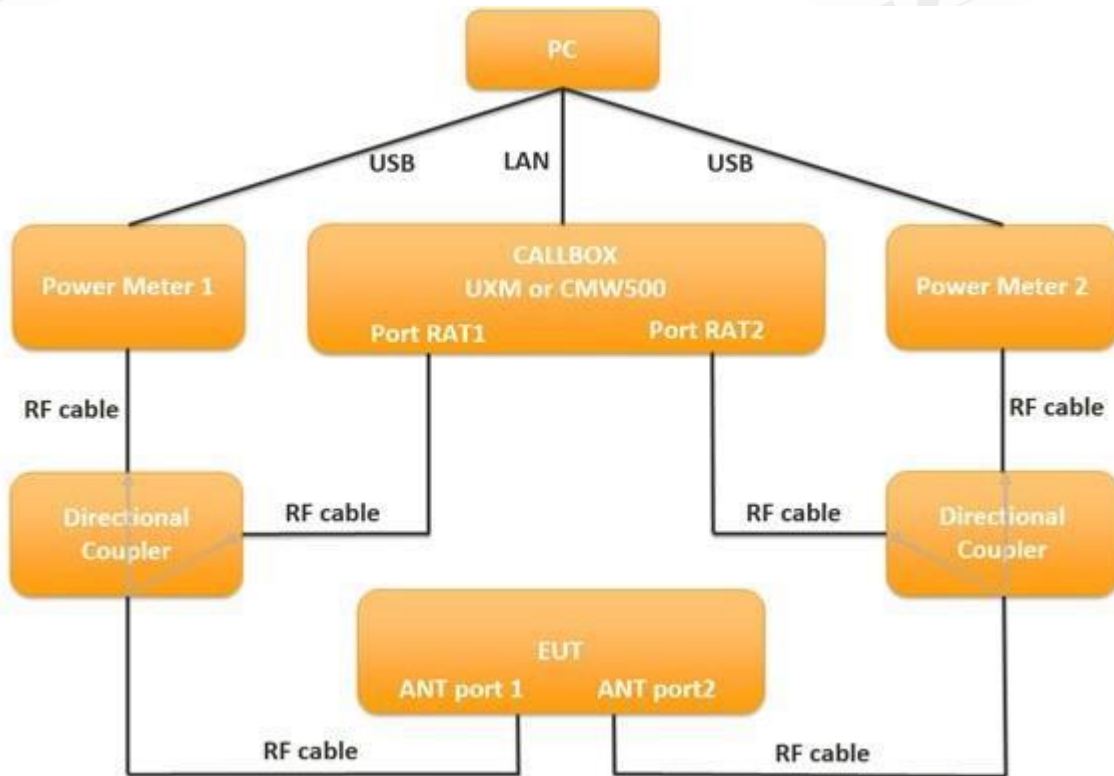 PC
USB
LAN
USB
Power Meter 1
CALLBOX
UXM or CMW500
Port RAT1
Port RAT2
Power Meter 2
RF cable
RF cable
Directional
Coupler
RF cable
RF cable
Directional
Coupler
EUT
ANT port 1
ANT port2
RF cable
RF cable